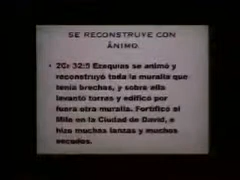 SE RECONSTRUYE CON
ÁNIMO.
• 2Cr 32:5 Ezequías se animó y
reconstruyó toda la muralla que
tenía brechas, y sobre ella
levantó torres y edificó por
fuera otra muralla. Fortificó el
Milo en la Ciudad de David, e
hizo muchas lanzas y muchos
escudos.